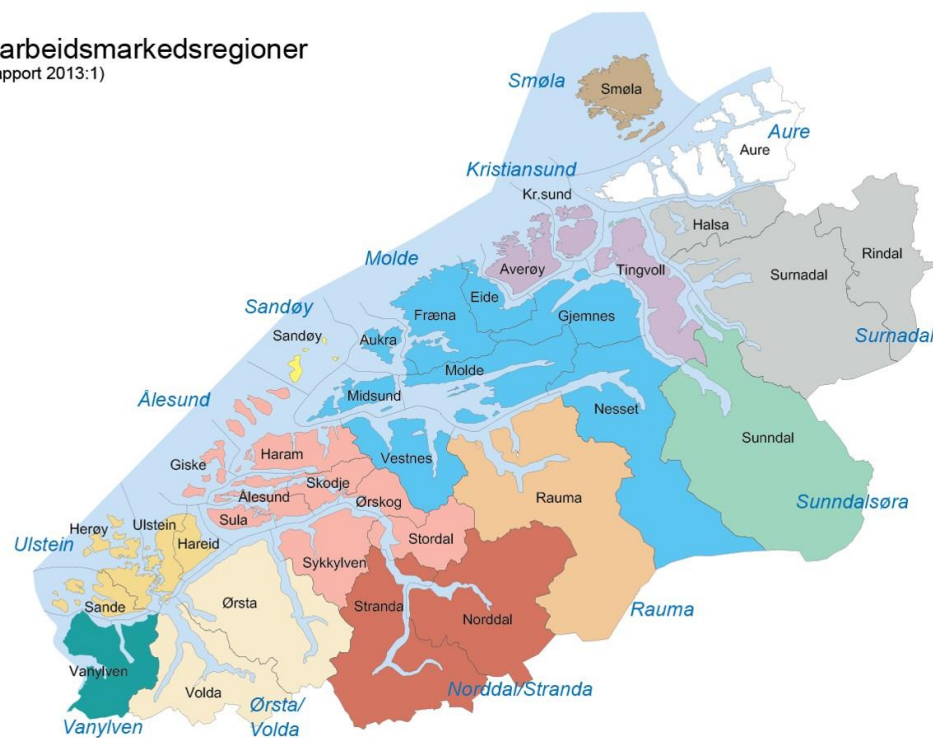 arbeidsmarkedsregioner
apport 2013:1)
Smøla
Smøla
Aure
Aure
Kristiansund
Kr.sund
Halsa
Rindal
Averøy
Tingvoll
Surnadal
Molde
Eide
Fræna
Gjemnes
Sandøy
Sandøy
Aukra
Surnadal
Molde
Midsund
Nesset
Ålesund
Sunndal
Haram
Vestnes
Giske
Skodje
Rauma
Ålesund
Ørskog
Sunndalsøra
Sula
Herøy
Ulstein
Ulstein
Hareid
Stordal
Sykkylven
Ørsta
Stranda
Sande
Norddal
Rauma
Vanylven
Volda
Norddal/Stranda
Ørsta/
Volda
Vanylven